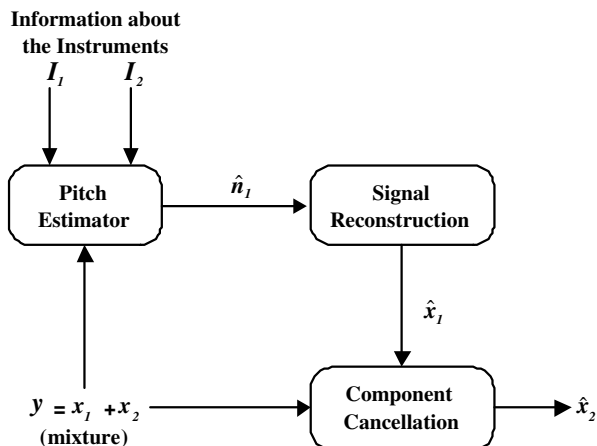 Information about
the Instruments
I₁ I₂
Pitch
Estimator
n̂₁
Signal
Reconstruction
x̂₁
y = x₁ + x₂
(mixture)
Component
Cancellation
x̂₂